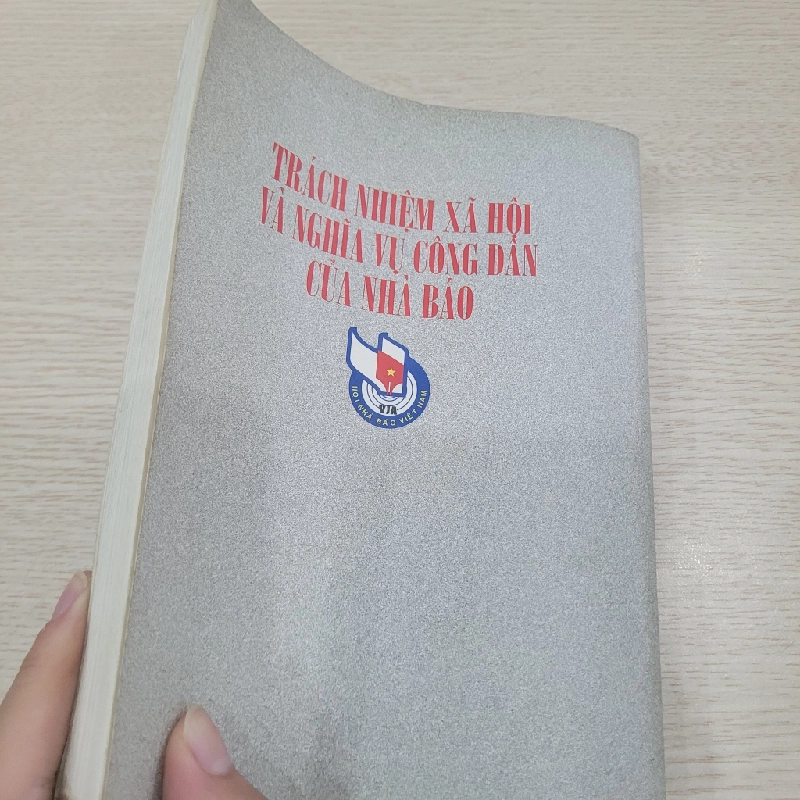 TRÁCH NHIỆM XÃ HỘI
VÀ NGHĨA VỤ CÔNG DÂN
CỦA NHÀ BÁO
VJA
HỘI NHÀ BÁO VIỆT NAM